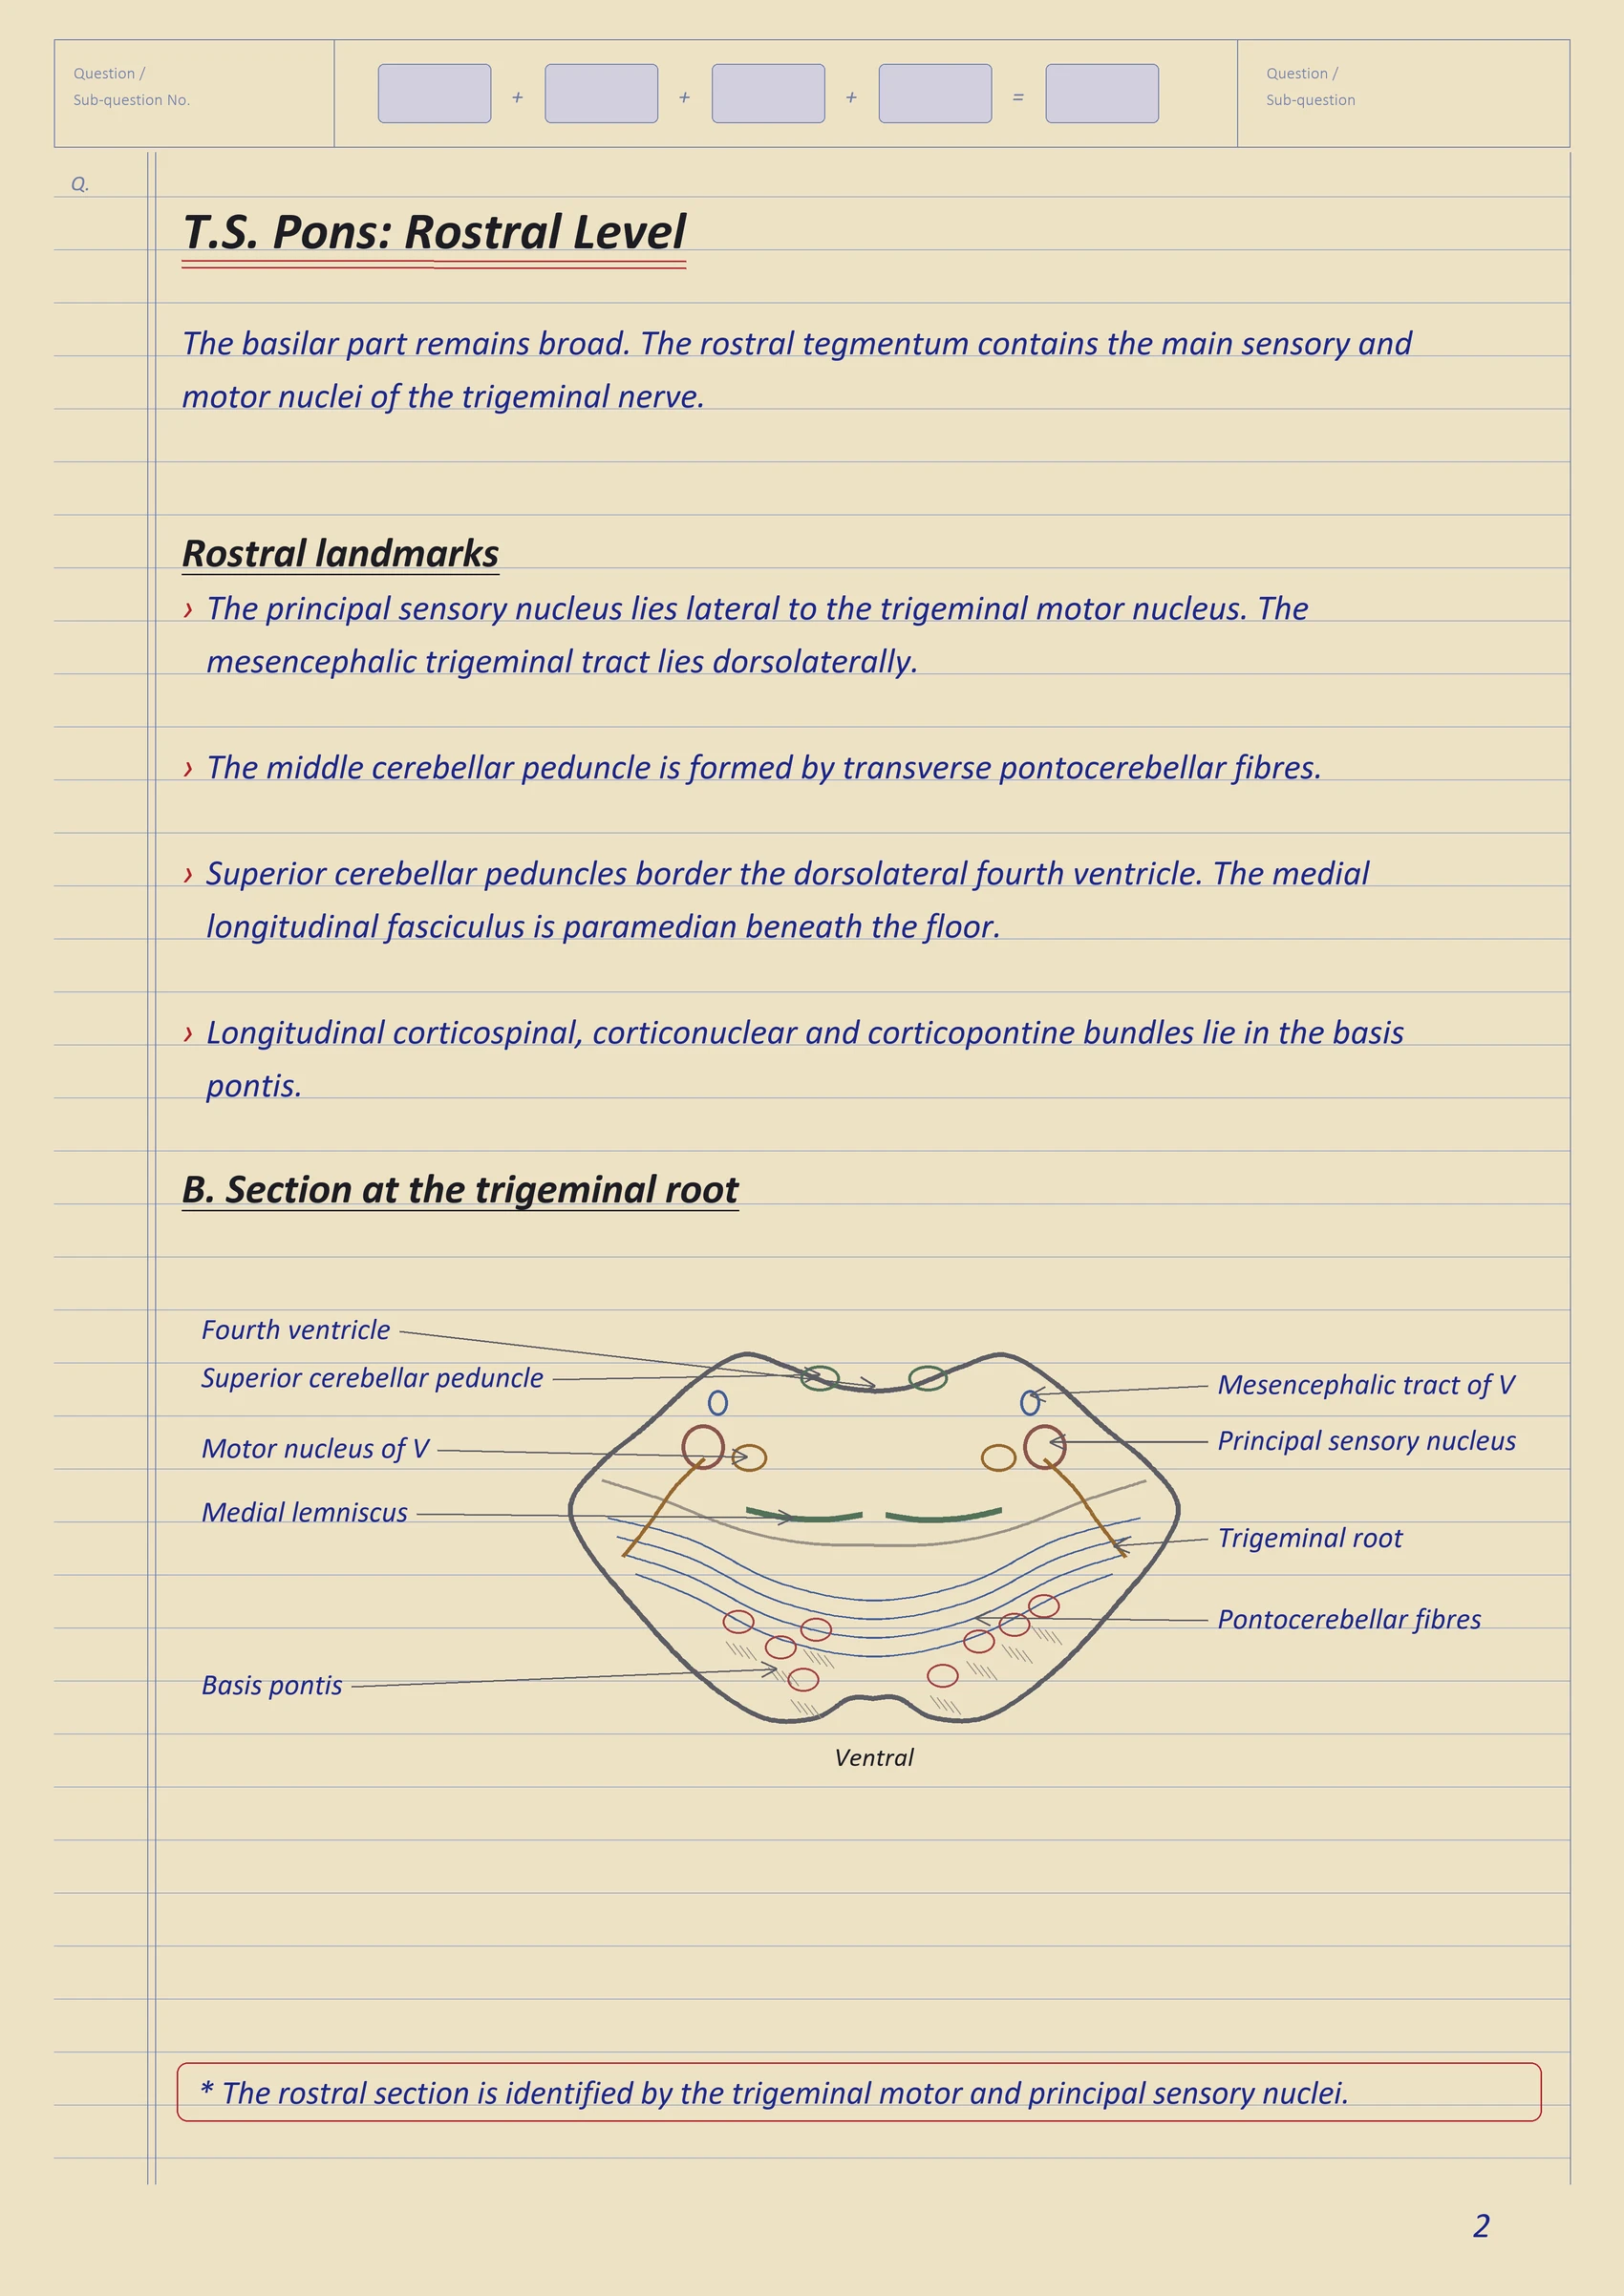 Question /
Sub-question No.
+ + + =
Question /
Sub-question
Q.
T.S. Pons: Rostral Level
The basilar part remains broad. The rostral tegmentum contains the main sensory and
motor nuclei of the trigeminal nerve.
Rostral landmarks
› The principal sensory nucleus lies lateral to the trigeminal motor nucleus. The
mesencephalic trigeminal tract lies dorsolaterally.
› The middle cerebellar peduncle is formed by transverse pontocerebellar fibres.
› Superior cerebellar peduncles border the dorsolateral fourth ventricle. The medial
longitudinal fasciculus is paramedian beneath the floor.
› Longitudinal corticospinal, corticonuclear and corticopontine bundles lie in the basis
pontis.
B. Section at the trigeminal root
Fourth ventricle
Superior cerebellar peduncle
Motor nucleus of V
Medial lemniscus
Basis pontis
Mesencephalic tract of V
Principal sensory nucleus
Trigeminal root
Pontocerebellar fibres
Ventral
* The rostral section is identified by the trigeminal motor and principal sensory nuclei.
2